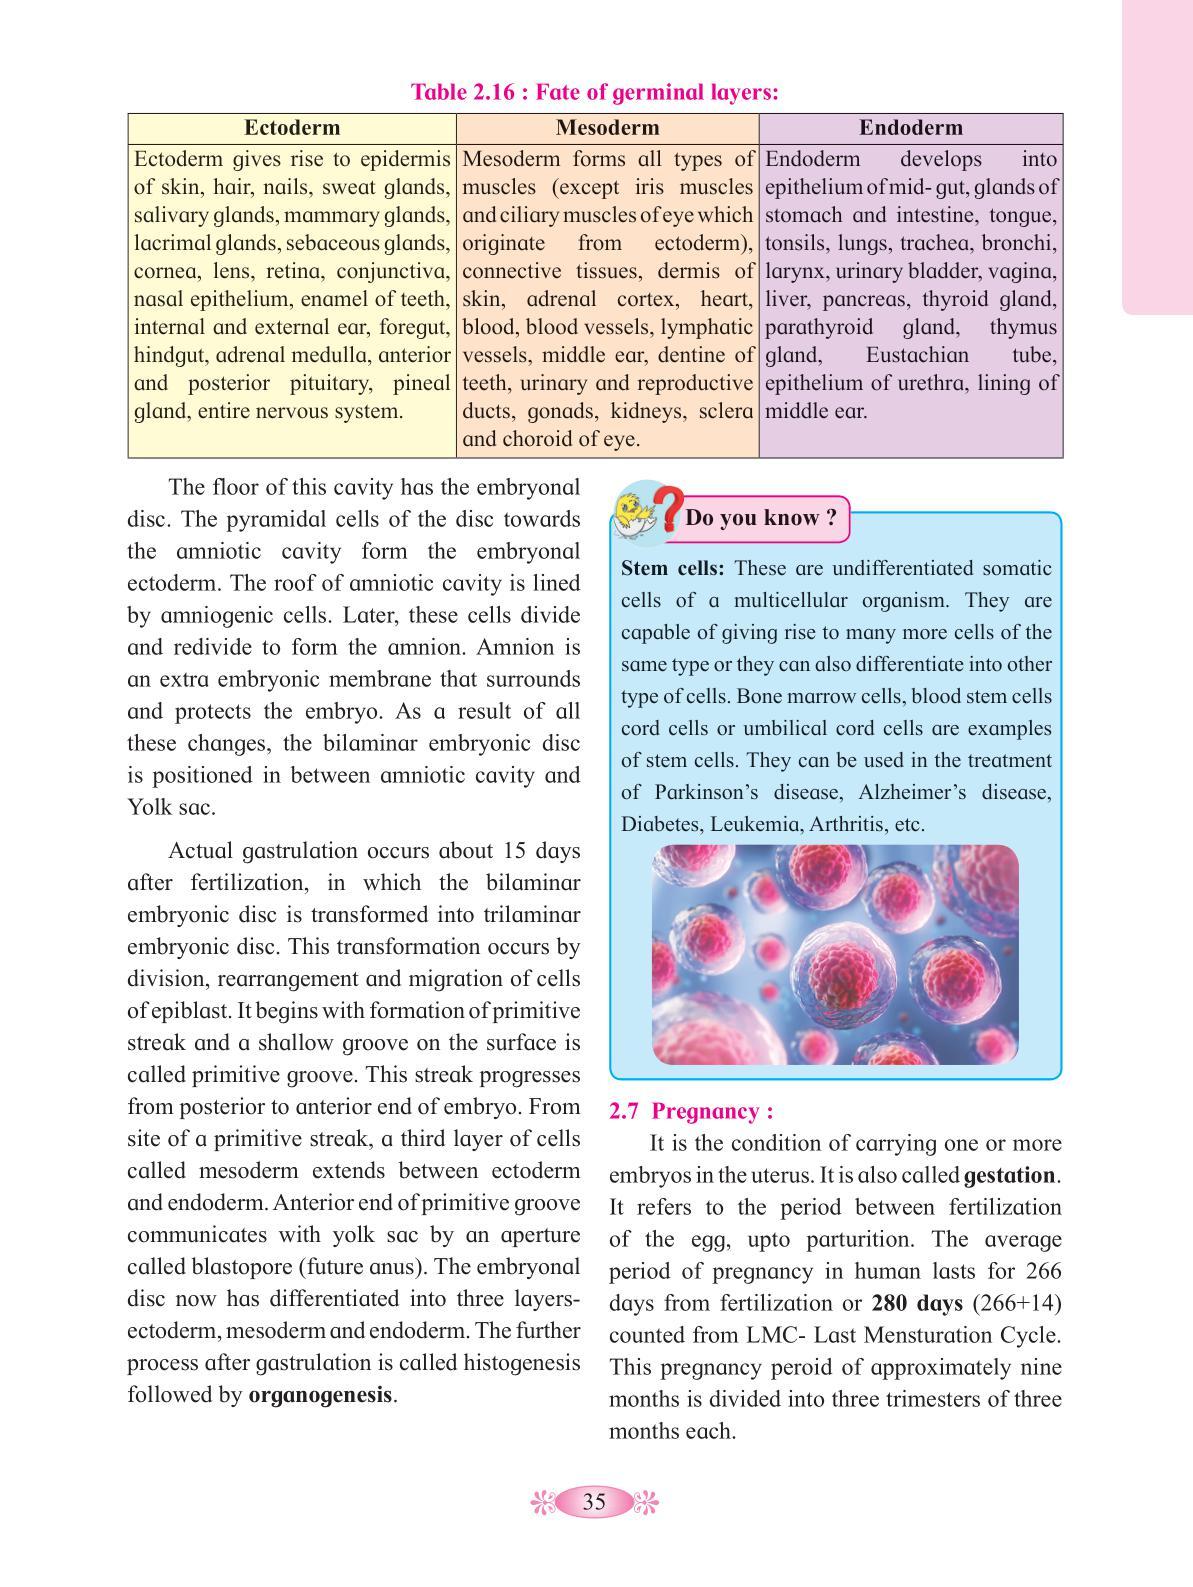 Table 2.16 : Fate of germinal layers:
Ectoderm
Ectoderm gives rise to epidermis
of skin, hair, nails, sweat glands,
salivary glands, mammary glands,
lacrimal glands, sebaceous glands,
cornea, lens, retina, conjunctiva,
nasal epithelium, enamel of teeth,
internal and external ear, foregut,
hindgut, adrenal medulla, anterior
and posterior pituitary, pineal
gland, entire nervous system.
Mesoderm
Mesoderm forms all types of
muscles (except iris muscles
and ciliary muscles of eye which
originate from ectoderm),
connective tissues, dermis of
skin, adrenal cortex, heart,
blood, blood vessels, lymphatic
vessels, middle ear, dentine of
teeth, urinary and reproductive
ducts, gonads, kidneys, sclera
and choroid of eye.
Endoderm
Endoderm develops into
epithelium of mid- gut, glands of
stomach and intestine, tongue,
tonsils, lungs, trachea, bronchi,
larynx, urinary bladder, vagina,
liver, pancreas, thyroid gland,
parathyroid gland, thymus
gland, Eustachian tube,
epithelium of urethra, lining of
middle ear.
The floor of this cavity has the embryonal
disc. The pyramidal cells of the disc towards
the amniotic cavity form the embryonal
ectoderm. The roof of amniotic cavity is lined
by amniogenic cells. Later, these cells divide
and redivide to form the amnion. Amnion is
an extra embryonic membrane that surrounds
and protects the embryo. As a result of all
these changes, the bilaminar embryonic disc
is positioned in between amniotic cavity and
Yolk sac.
Actual gastrulation occurs about 15 days
after fertilization, in which the bilaminar
embryonic disc is transformed into trilaminar
embryonic disc. This transformation occurs by
division, rearrangement and migration of cells
of epiblast. It begins with formation of primitive
streak and a shallow groove on the surface is
called primitive groove. This streak progresses
from posterior to anterior end of embryo. From
site of a primitive streak, a third layer of cells
called mesoderm extends between ectoderm
and endoderm. Anterior end of primitive groove
communicates with yolk sac by an aperture
called blastopore (future anus). The embryonal
disc now has differentiated into three layers-
ectoderm, mesoderm and endoderm. The further
process after gastrulation is called histogenesis
followed by organogenesis.
Do you know ?
Stem cells: These are undifferentiated somatic
cells of a multicellular organism. They are
capable of giving rise to many more cells of the
same type or they can also differentiate into other
type of cells. Bone marrow cells, blood stem cells
cord cells or umbilical cord cells are examples
of stem cells. They can be used in the treatment
of Parkinson’s disease, Alzheimer’s disease,
Diabetes, Leukemia, Arthritis, etc.
2.7 Pregnancy :
It is the condition of carrying one or more
embryos in the uterus. It is also called gestation.
It refers to the period between fertilization
of the egg, upto parturition. The average
period of pregnancy in human lasts for 266
days from fertilization or 280 days (266+14)
counted from LMC- Last Mensturation Cycle.
This pregnancy peroid of approximately nine
months is divided into three trimesters of three
months each.
35